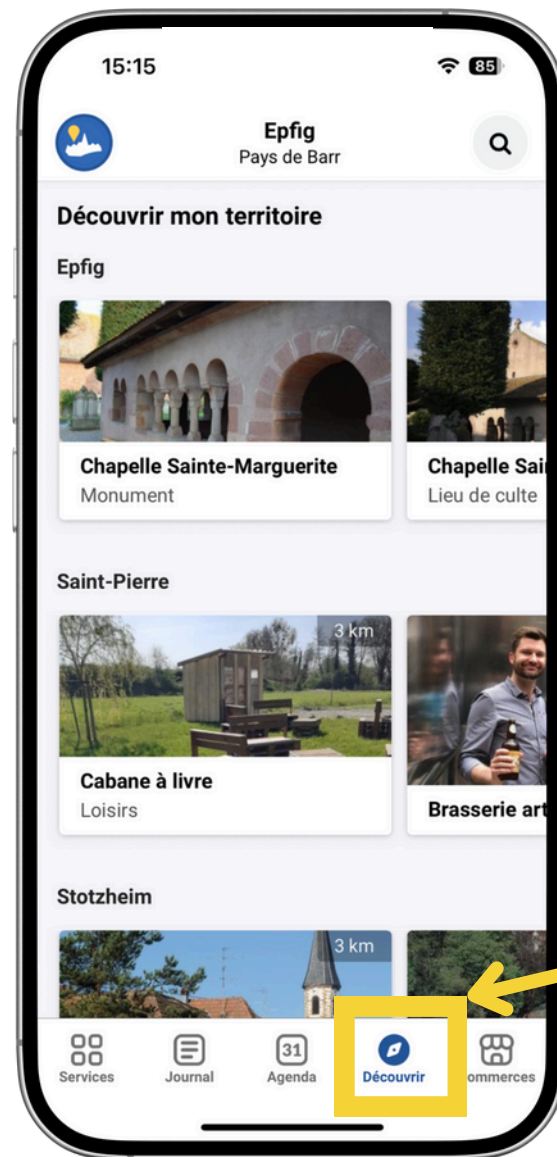 15:15
85
Epfig
Pays de Barr
Découvrir mon territoire
Epfig
Chapelle Sainte-Marguerite
Monument
Chapelle Sai
Lieu de culte
Saint-Pierre
3 km
Cabane à livre
Loisirs
Brasserie art
Stotzheim
3 km
31
Services
Journal
Agenda
Découvrir
ommerces